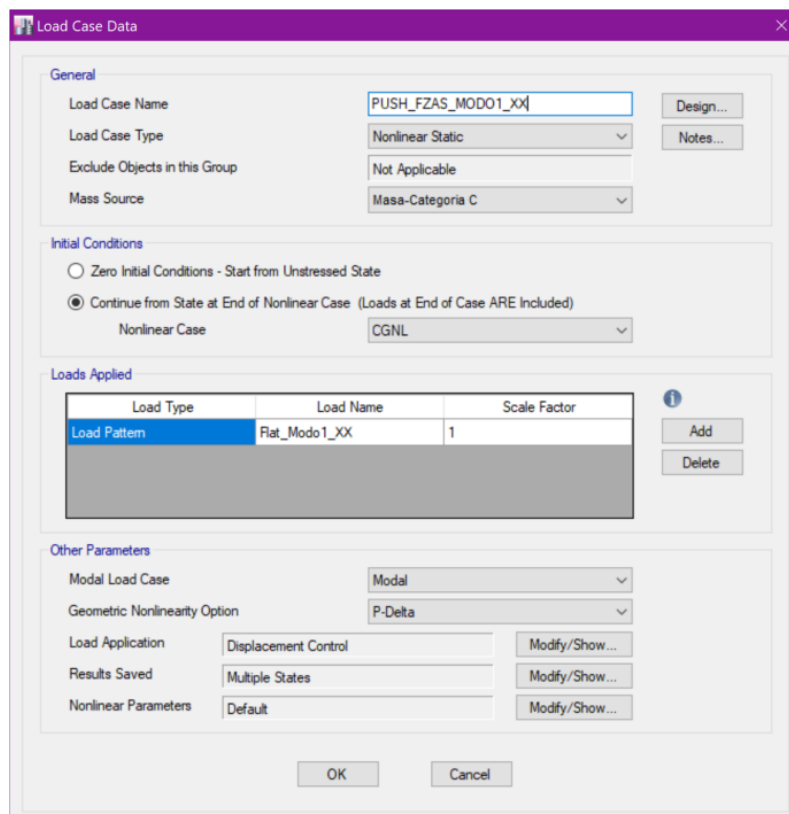 Load Case Data
General
Load Case Name PUSH_FZAS_MODO1_XX Design...
Load Case Type Nonlinear Static Notes...
Exclude Objects in this Group Not Applicable
Mass Source Masa-Categoria C
Initial Conditions
Zero Initial Conditions - Start from Unstressed State
Continue from State at End of Nonlinear Case (Loads at End of Case ARE Included)
Nonlinear Case CGNL
Loads Applied
Load Type Load Name Scale Factor
Load Pattern Flat_Modo1_XX 1 Add
Delete
Other Parameters
Modal Load Case Modal
Geometric Nonlinearity Option P-Delta
Load Application Displacement Control Modify/Show...
Results Saved Multiple States Modify/Show...
Nonlinear Parameters Default Modify/Show...
OK Cancel